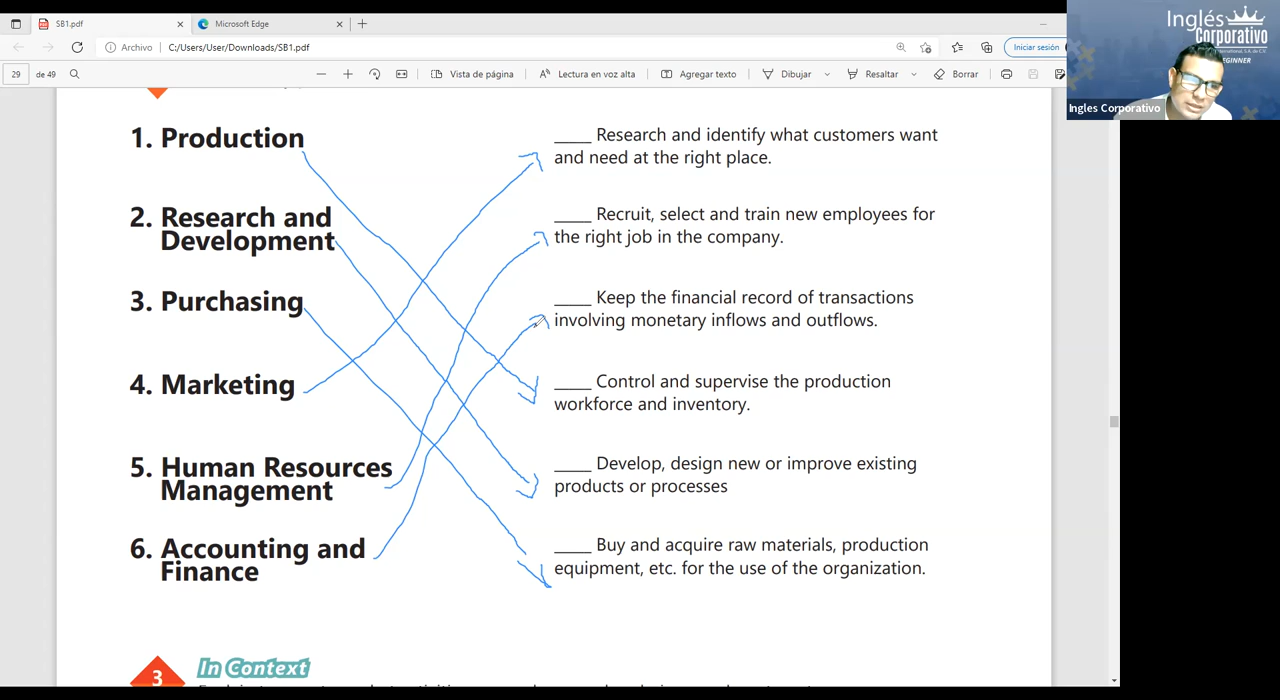 SB1.pdf
Microsoft Edge
Archivo
C:/Users/User/Downloads/SB1.pdf
Iniciar sesión
29
de 49
Vista de página
Lectura en voz alta
Agregar texto
Dibujar
Resaltar
Borrar
Inglés
Corporativo
Ingles Corporativo
1. Production
2. Research and
Development
3. Purchasing
4. Marketing
5. Human Resources
Management
6. Accounting and
Finance
_____ Research and identify what customers want
and need at the right place.
_____ Recruit, select and train new employees for
the right job in the company.
_____ Keep the financial record of transactions
involving monetary inflows and outflows.
_____ Control and supervise the production
workforce and inventory.
_____ Develop, design new or improve existing
products or processes
_____ Buy and acquire raw materials, production
equipment, etc. for the use of the organization.
3
In Context